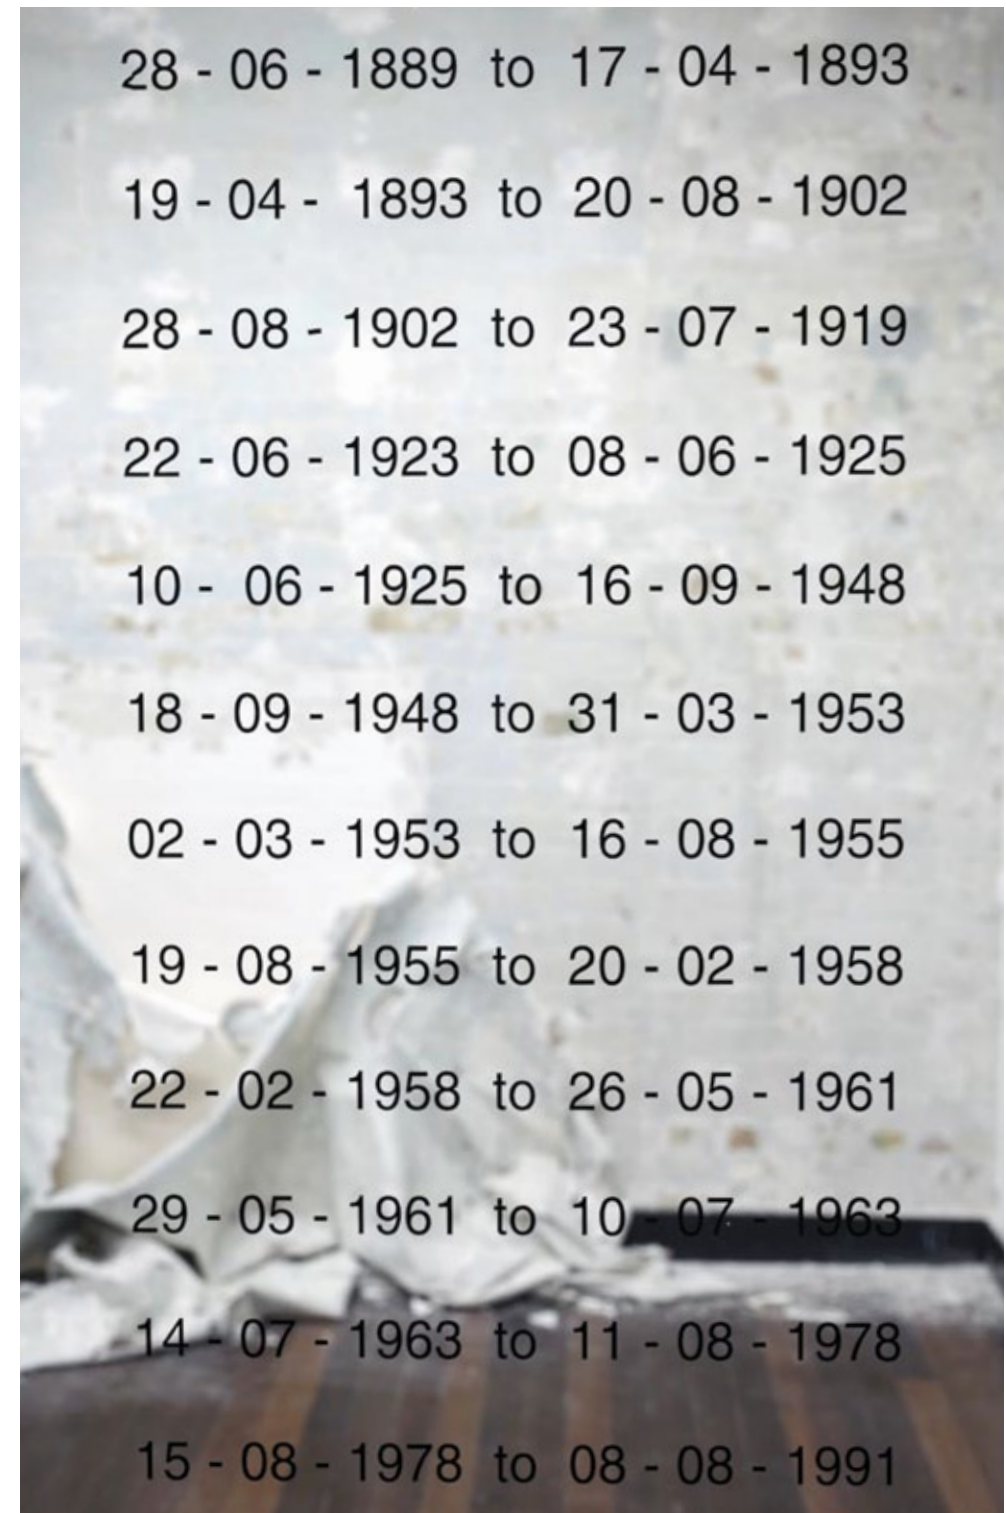 28 - 06 - 1889 to 17 - 04 - 1893
19 - 04 - 1893 to 20 - 08 - 1902
28 - 08 - 1902 to 23 - 07 - 1919
22 - 06 - 1923 to 08 - 06 - 1925
10 - 06 - 1925 to 16 - 09 - 1948
18 - 09 - 1948 to 31 - 03 - 1953
02 - 03 - 1953 to 16 - 08 - 1955
19 - 08 - 1955 to 20 - 02 - 1958
22 - 02 - 1958 to 26 - 05 - 1961
29 - 05 - 1961 to 10 - 07 - 1963
14 - 07 - 1963 to 11 - 08 - 1978
15 - 08 - 1978 to 08 - 08 - 1991